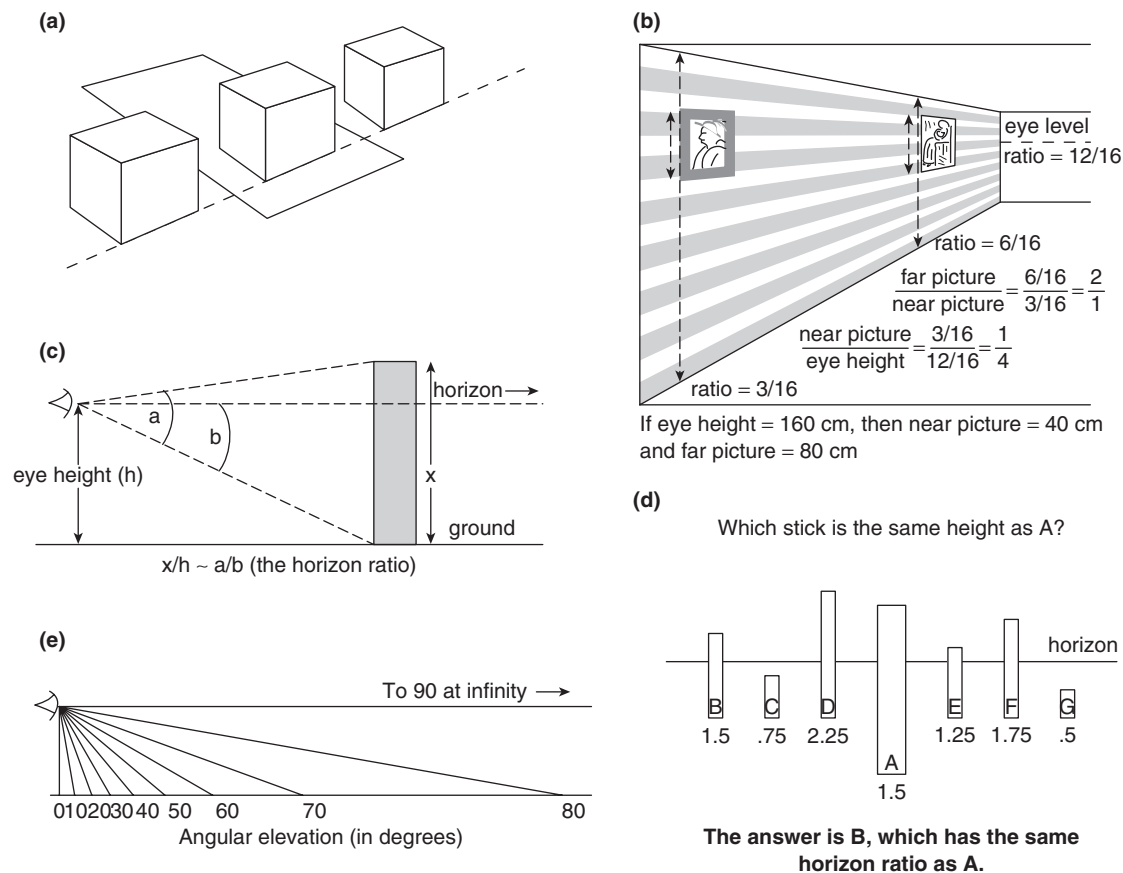 (a)
(b)
eye level
ratio = 12/16
ratio = 6/16
far picture / near picture = 6/16 / 3/16 = 2 / 1
near picture / eye height = 3/16 / 12/16 = 1 / 4
ratio = 3/16
If eye height = 160 cm, then near picture = 40 cm
and far picture = 80 cm
(c)
horizon
a
b
eye height (h)
x
ground
x/h ~ a/b (the horizon ratio)
(d)
Which stick is the same height as A?
horizon
B
C
D
E
F
G
1.5
.75
2.25
1.25
1.75
.5
A
1.5
The answer is B, which has the same
horizon ratio as A.
(e)
To 90 at infinity
0 10 20 30 40 50 60 70 80
Angular elevation (in degrees)